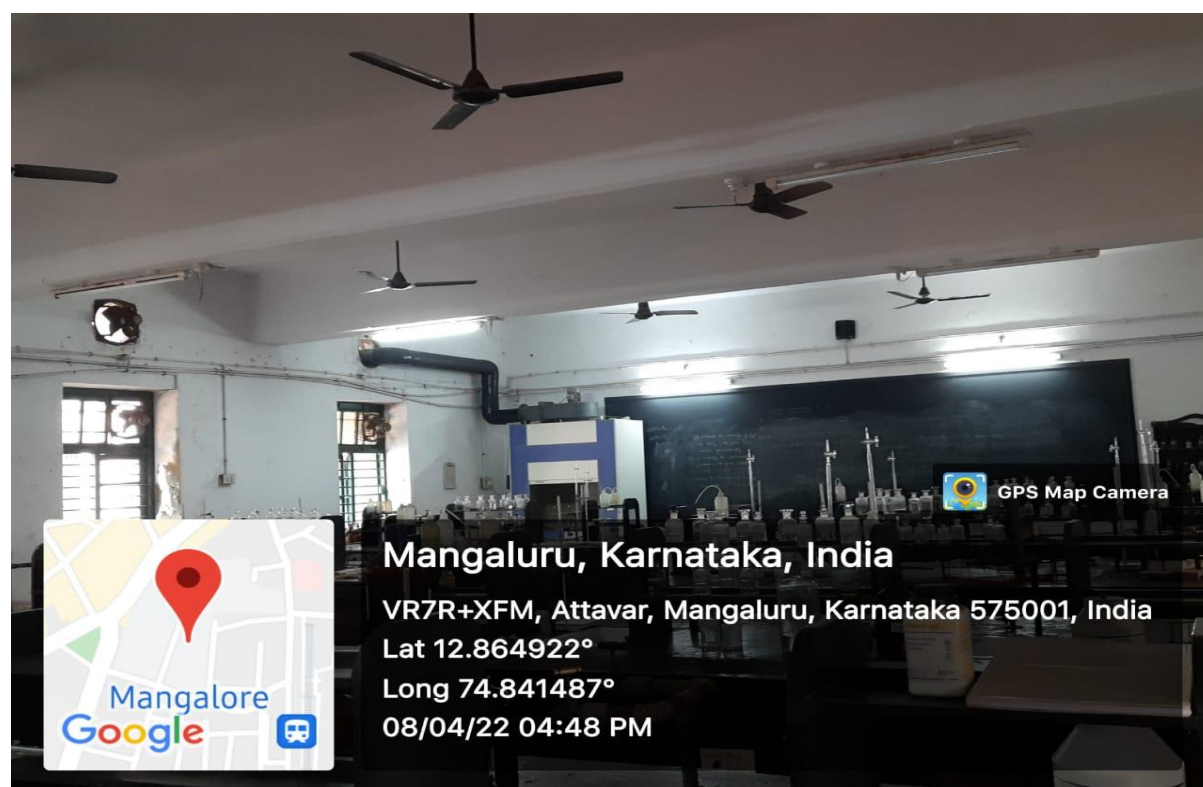 GPS Map Camera
Mangaluru, Karnataka, India
VR7R+XFM, Attavar, Mangaluru, Karnataka 575001, India
Lat 12.864922°
Long 74.841487°
08/04/22 04:48 PM
Mangalore
Google